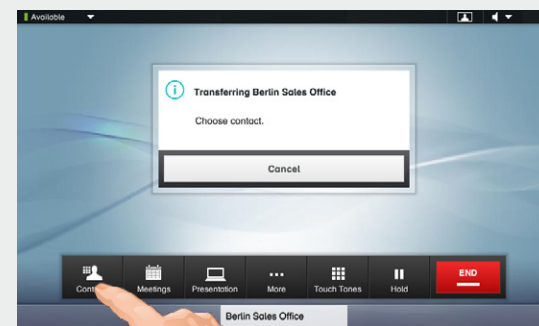 Available
Transferring Berlin Sales Office
Choose contact.
Cancel
Meetings
Presentation
More
Touch Tones
Hold
END
Berlin Sales Office